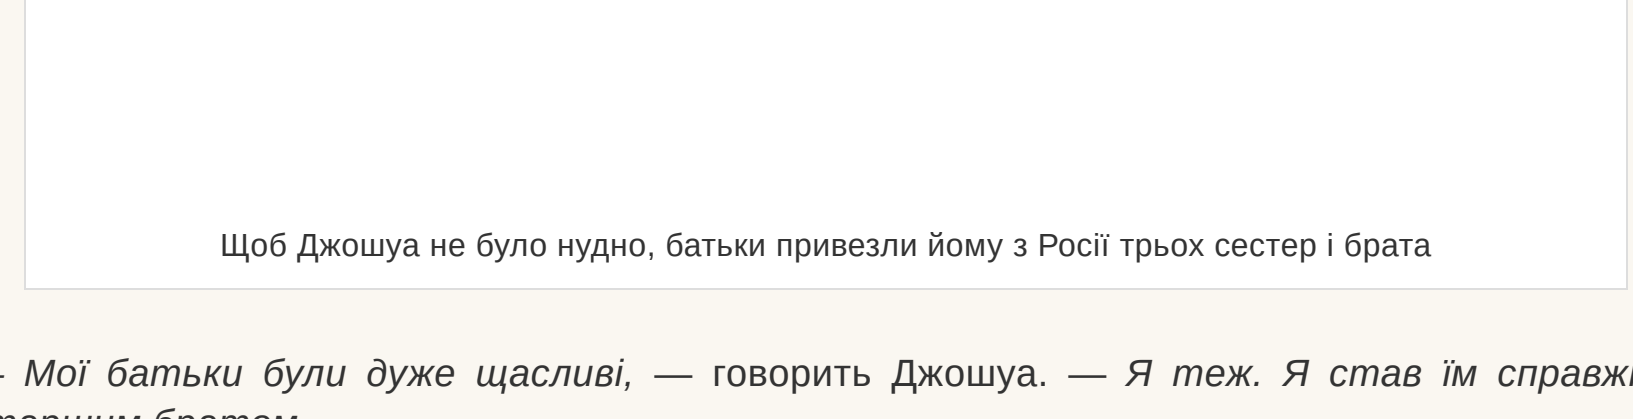 Щоб Джошуа не було нудно, батьки привезли йому з Росії трьох сестер і брата
— Мої батьки були дуже щасливі, — говорить Джошуа. — Я теж. Я став їм
братом